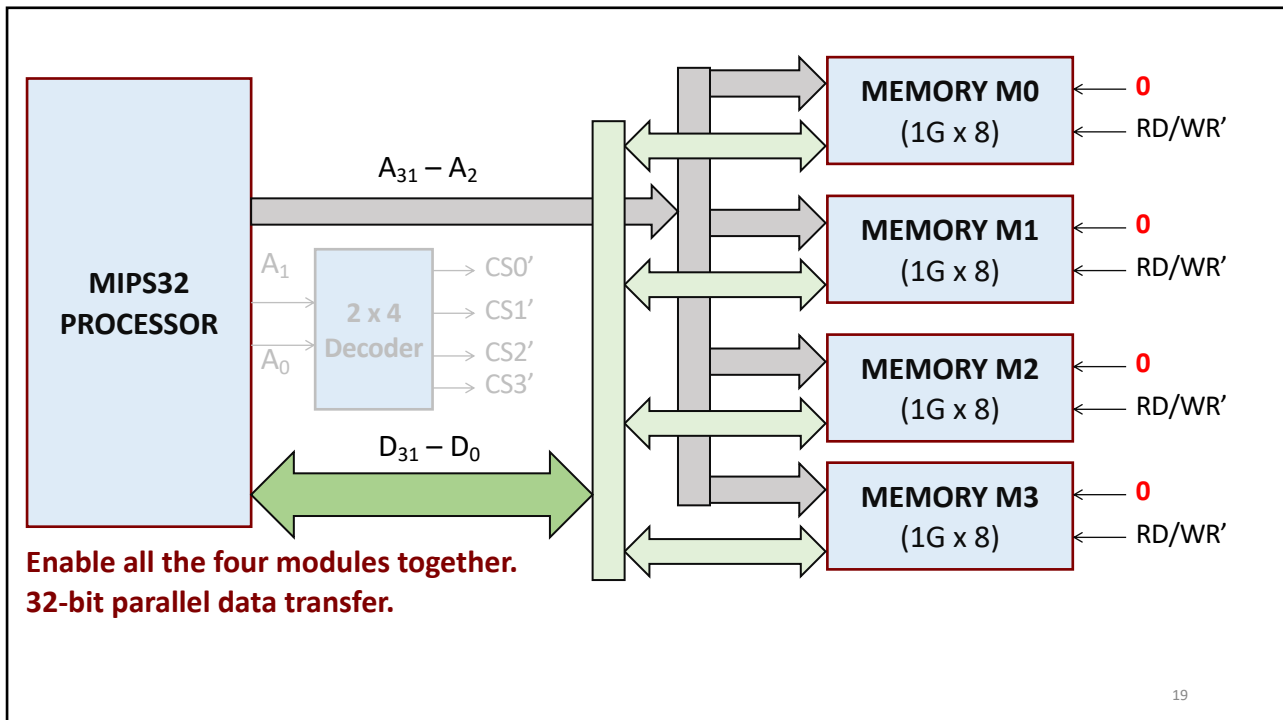 MIPS32
PROCESSOR
A₃₁ – A₂
A₁
A₀
2 x 4
Decoder
CS0’
CS1’
CS2’
CS3’
D₃₁ – D₀
MEMORY M0
(1G x 8)
0
RD/WR’
MEMORY M1
(1G x 8)
0
RD/WR’
MEMORY M2
(1G x 8)
0
RD/WR’
MEMORY M3
(1G x 8)
0
RD/WR’
Enable all the four modules together.
32-bit parallel data transfer.
19